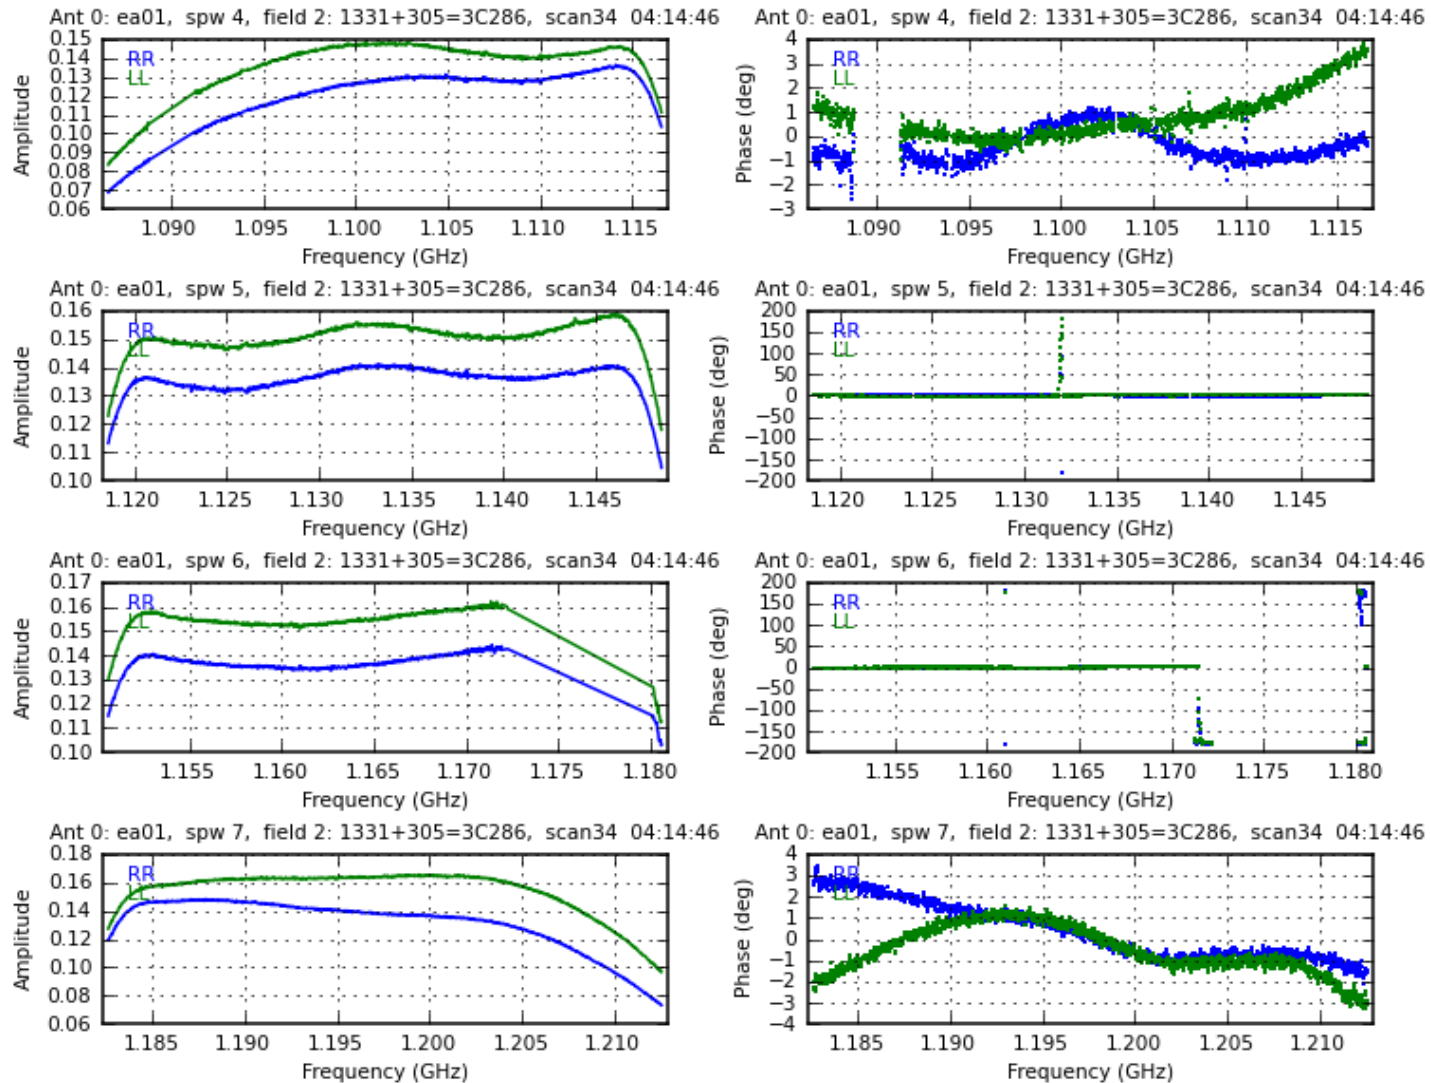 Ant 0: ea01, spw 4, field 2: 1331+305=3C286, scan34 04:14:46
Amplitude
0.15
0.14
0.13
0.12
0.11
0.10
0.09
0.08
0.07
0.06
RR
LL
1.090 1.095 1.100 1.105 1.110 1.115
Frequency (GHz)
Ant 0: ea01, spw 4, field 2: 1331+305=3C286, scan34 04:14:46
Phase (deg)
4
3
2
1
0
−1
−2
−3
RR
LL
1.090 1.095 1.100 1.105 1.110 1.115
Frequency (GHz)
Ant 0: ea01, spw 5, field 2: 1331+305=3C286, scan34 04:14:46
Amplitude
0.16
0.15
0.14
0.13
0.12
0.11
0.10
RR
LL
1.120 1.125 1.130 1.135 1.140 1.145
Frequency (GHz)
Ant 0: ea01, spw 5, field 2: 1331+305=3C286, scan34 04:14:46
Phase (deg)
200
150
100
50
0
−50
−100
−150
−200
RR
LL
1.120 1.125 1.130 1.135 1.140 1.145
Frequency (GHz)
Ant 0: ea01, spw 6, field 2: 1331+305=3C286, scan34 04:14:46
Amplitude
0.17
0.16
0.15
0.14
0.13
0.12
0.11
0.10
RR
LL
1.155 1.160 1.165 1.170 1.175 1.180
Frequency (GHz)
Ant 0: ea01, spw 6, field 2: 1331+305=3C286, scan34 04:14:46
Phase (deg)
200
150
100
50
0
−50
−100
−150
−200
RR
LL
1.155 1.160 1.165 1.170 1.175 1.180
Frequency (GHz)
Ant 0: ea01, spw 7, field 2: 1331+305=3C286, scan34 04:14:46
Amplitude
0.18
0.16
0.14
0.12
0.10
0.08
0.06
RR
LL
1.185 1.190 1.195 1.200 1.205 1.210
Frequency (GHz)
Ant 0: ea01, spw 7, field 2: 1331+305=3C286, scan34 04:14:46
Phase (deg)
4
3
2
1
0
−1
−2
−3
−4
RR
LL
1.185 1.190 1.195 1.200 1.205 1.210
Frequency (GHz)